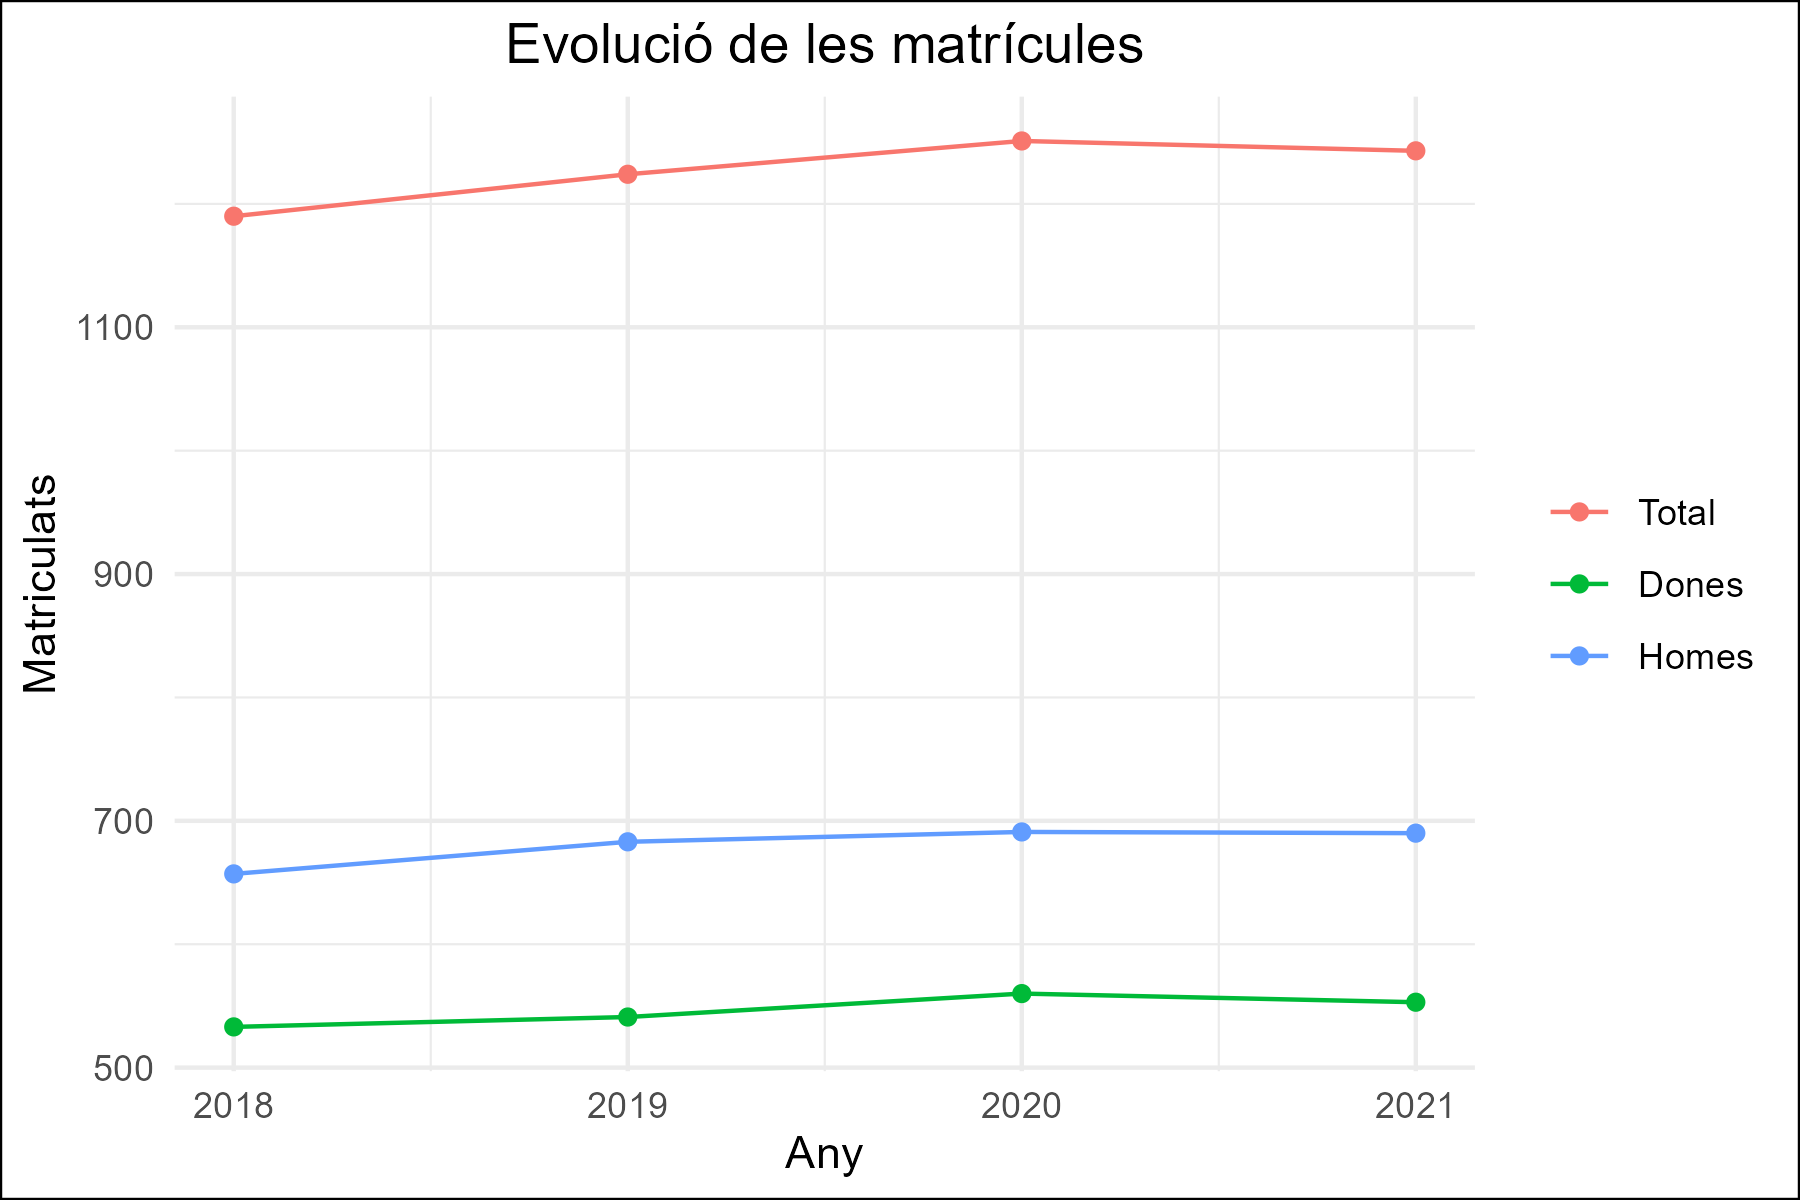 Evolució de les matrícules
Matriculats
1100
900
700
500
2018 2019 2020 2021
Any
Total
Dones
Homes